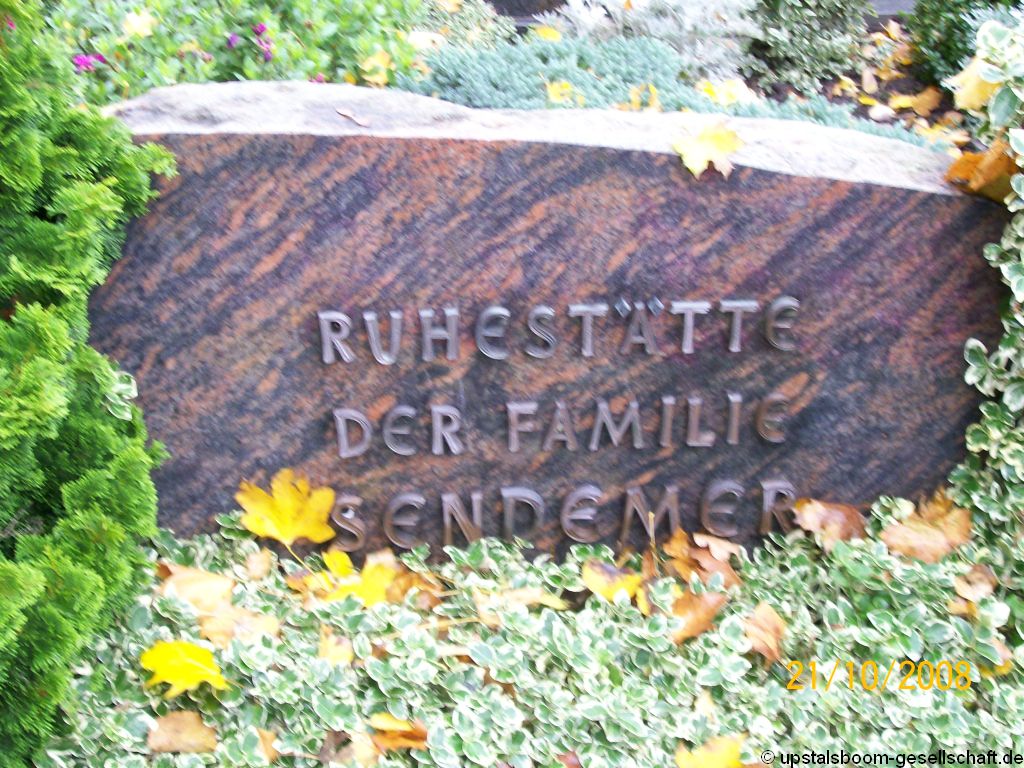 RUHESTÄTTE
DER FAMILIE
SENDEMER
21/10/2008
© upstalsboom-gesellschaft.de